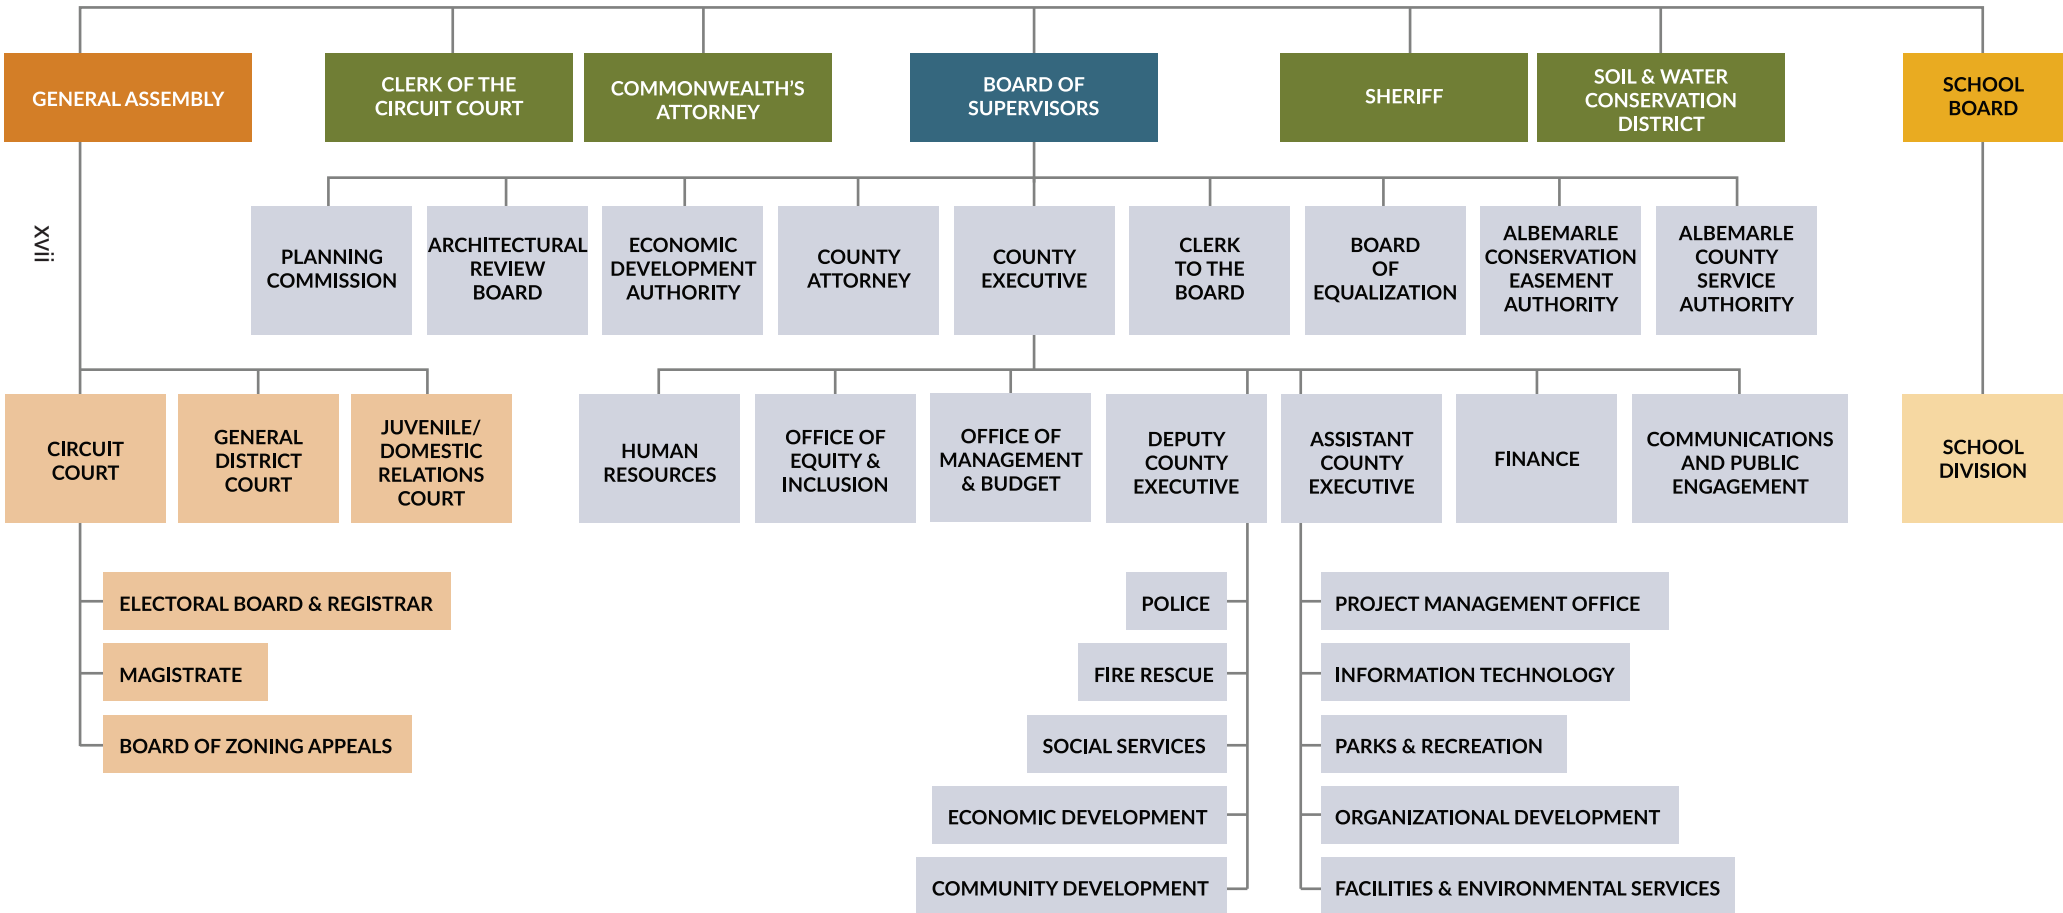 GENERAL ASSEMBLY
CLERK OF THE
CIRCUIT COURT
COMMONWEALTH'S
ATTORNEY
BOARD OF
SUPERVISORS
SHERIFF
SOIL & WATER
CONSERVATION
DISTRICT
SCHOOL
BOARD
xvii
PLANNING
COMMISSION
ARCHITECTURAL
REVIEW
BOARD
ECONOMIC
DEVELOPMENT
AUTHORITY
COUNTY
ATTORNEY
COUNTY
EXECUTIVE
CLERK
TO THE
BOARD
BOARD
OF
EQUALIZATION
ALBEMARLE
CONSERVATION
EASEMENT
AUTHORITY
ALBEMARLE
COUNTY
SERVICE
AUTHORITY
CIRCUIT
COURT
GENERAL
DISTRICT
COURT
JUVENILE/
DOMESTIC
RELATIONS
COURT
HUMAN
RESOURCES
OFFICE OF
EQUITY &
INCLUSION
OFFICE OF
MANAGEMENT
& BUDGET
DEPUTY
COUNTY
EXECUTIVE
ASSISTANT
COUNTY
EXECUTIVE
FINANCE
COMMUNICATIONS
AND PUBLIC
ENGAGEMENT
SCHOOL
DIVISION
ELECTORAL BOARD & REGISTRAR
MAGISTRATE
BOARD OF ZONING APPEALS
POLICE
FIRE RESCUE
SOCIAL SERVICES
ECONOMIC DEVELOPMENT
COMMUNITY DEVELOPMENT
PROJECT MANAGEMENT OFFICE
INFORMATION TECHNOLOGY
PARKS & RECREATION
ORGANIZATIONAL DEVELOPMENT
FACILITIES & ENVIRONMENTAL SERVICES